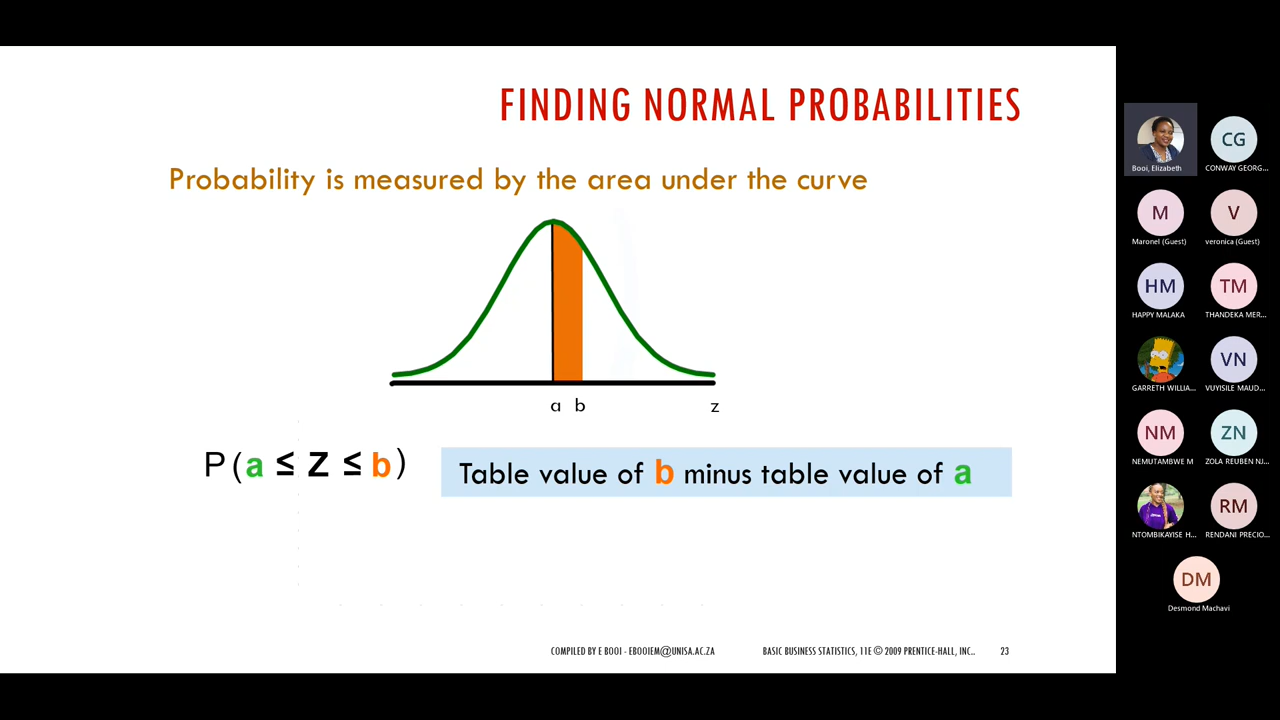 FINDING NORMAL PROBABILITIES
Probability is measured by the area under the curve
a b z
P(a ≤ Z ≤ b)
Table value of b minus table value of a
COMPILED BY E BOOI - EBOOIEM@UNISA.AC.ZA
BASIC BUSINESS STATISTICS, 11E © 2009 PRENTICE-HALL, INC..
23
Booi, Elizabeth
CG
CONWAY GEORG...
M
Maronel (Guest)
V
veronica (Guest)
HM
HAPPY MALAKA
TM
THANDEKA MER...
GARRETH WILLIA...
VN
VUYISILE MAUD...
NM
NEMUTAMBWE M
ZN
ZOLA REUBEN NJ...
NTOMBIKAYISE H...
RM
RENDANI PRECIO...
DM
Desmond Machavi